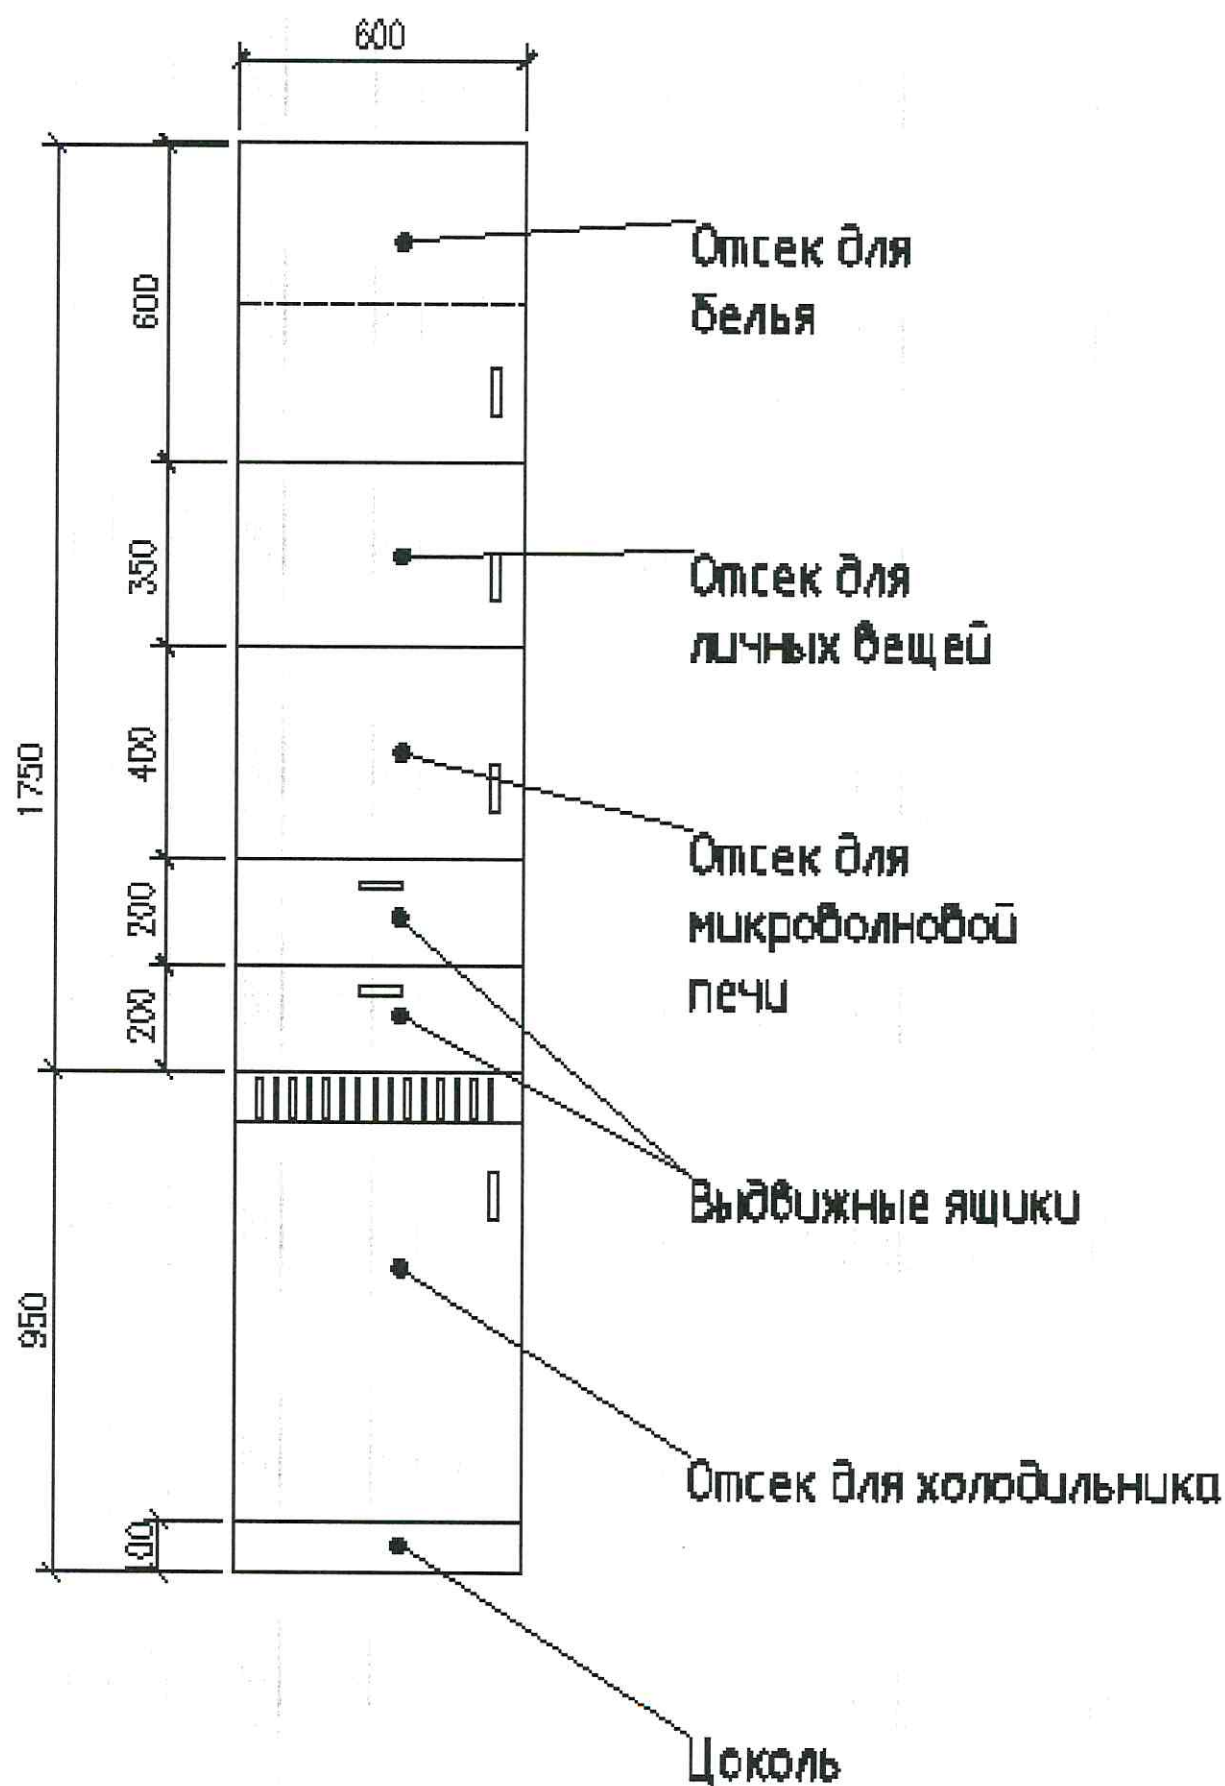 600
Отсек для
белья
600
Отсек для
личных вещей
350
400
1750
Отсек для
микроволновой
печи
200
200
Выдвижные ящики
950
Отсек для холодильника
100
Цоколь